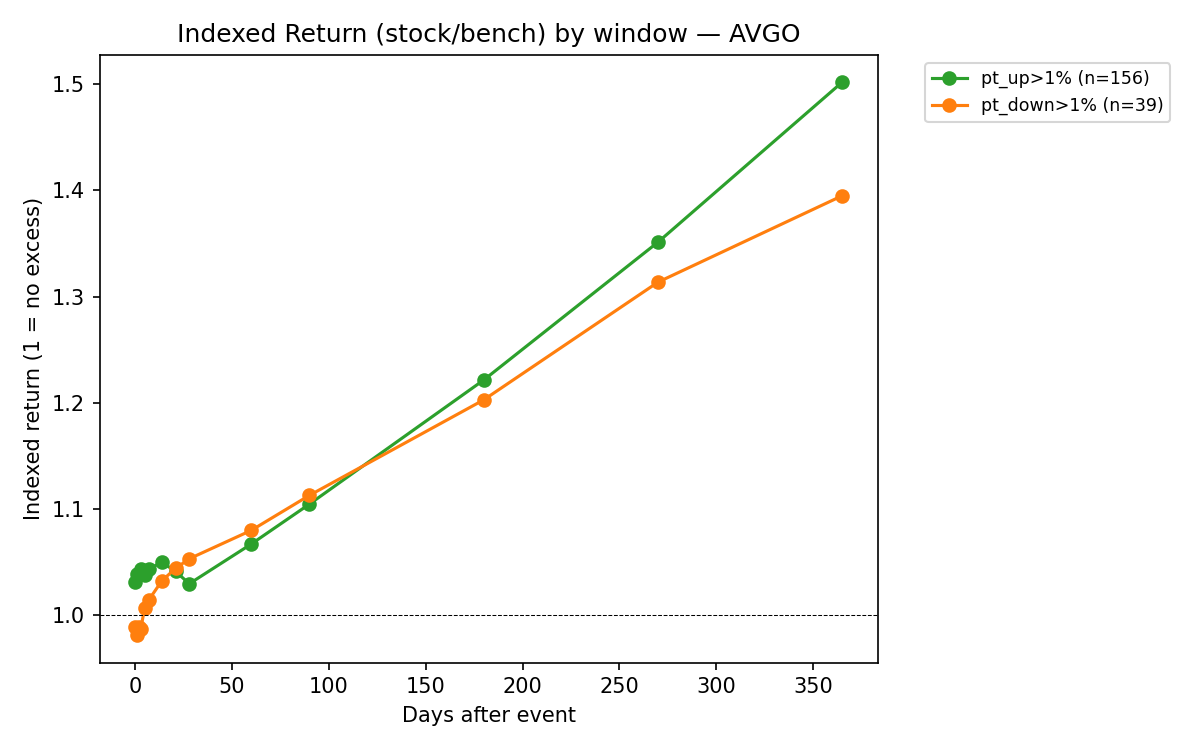 Indexed Return (stock/bench) by window — AVGO
pt_up>1% (n=156)
pt_down>1% (n=39)
Indexed return (1 = no excess)
1.5
1.4
1.3
1.2
1.1
1.0
0 50 100 150 200 250 300 350
Days after event